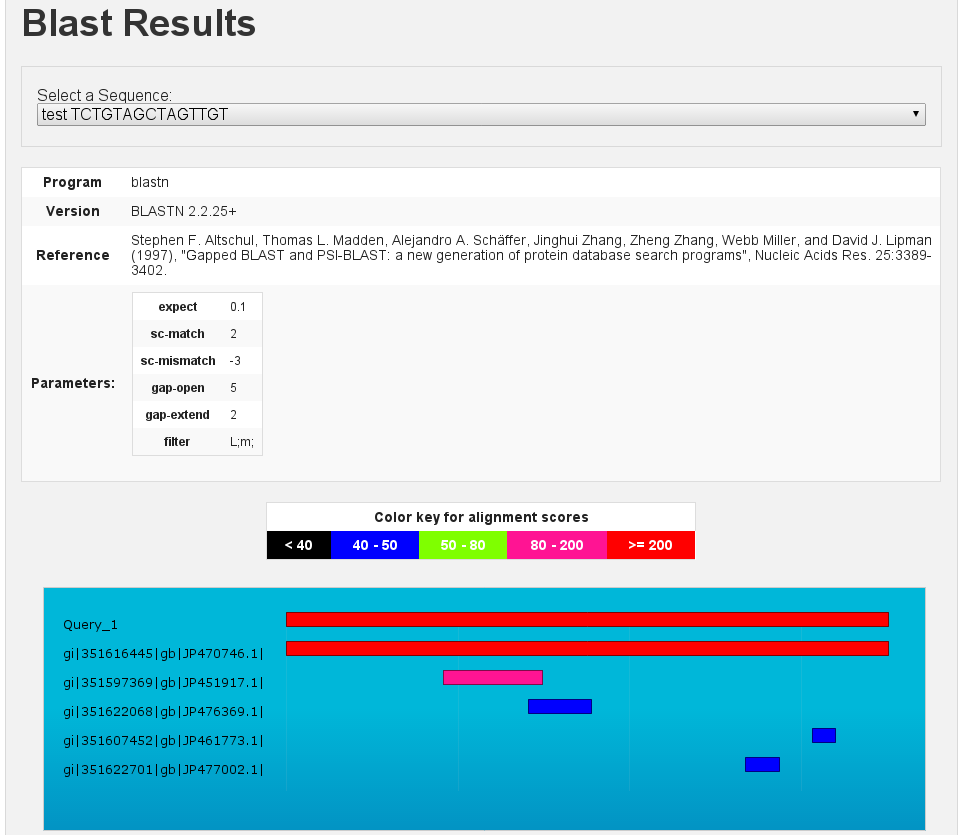 Blast Results
Select a Sequence:
test TCTGTAGCTAGTTGT
Program blastn
Version BLASTN 2.2.25+
Reference Stephen F. Altschul, Thomas L. Madden, Alejandro A. Schäffer, Jinghui Zhang, Zheng Zhang, Webb Miller, and David J. Lipman
(1997), "Gapped BLAST and PSI-BLAST: a new generation of protein database search programs", Nucleic Acids Res. 25:3389-
3402.
Parameters:
expect 0.1
sc-match 2
sc-mismatch -3
gap-open 5
gap-extend 2
filter L;m;
Color key for alignment scores
< 40 40 - 50 50 - 80 80 - 200 >= 200
Query_1
gi|351616445|gb|JP470746.1|
gi|351597369|gb|JP451917.1|
gi|351622068|gb|JP476369.1|
gi|351607452|gb|JP461773.1|
gi|351622701|gb|JP477002.1|